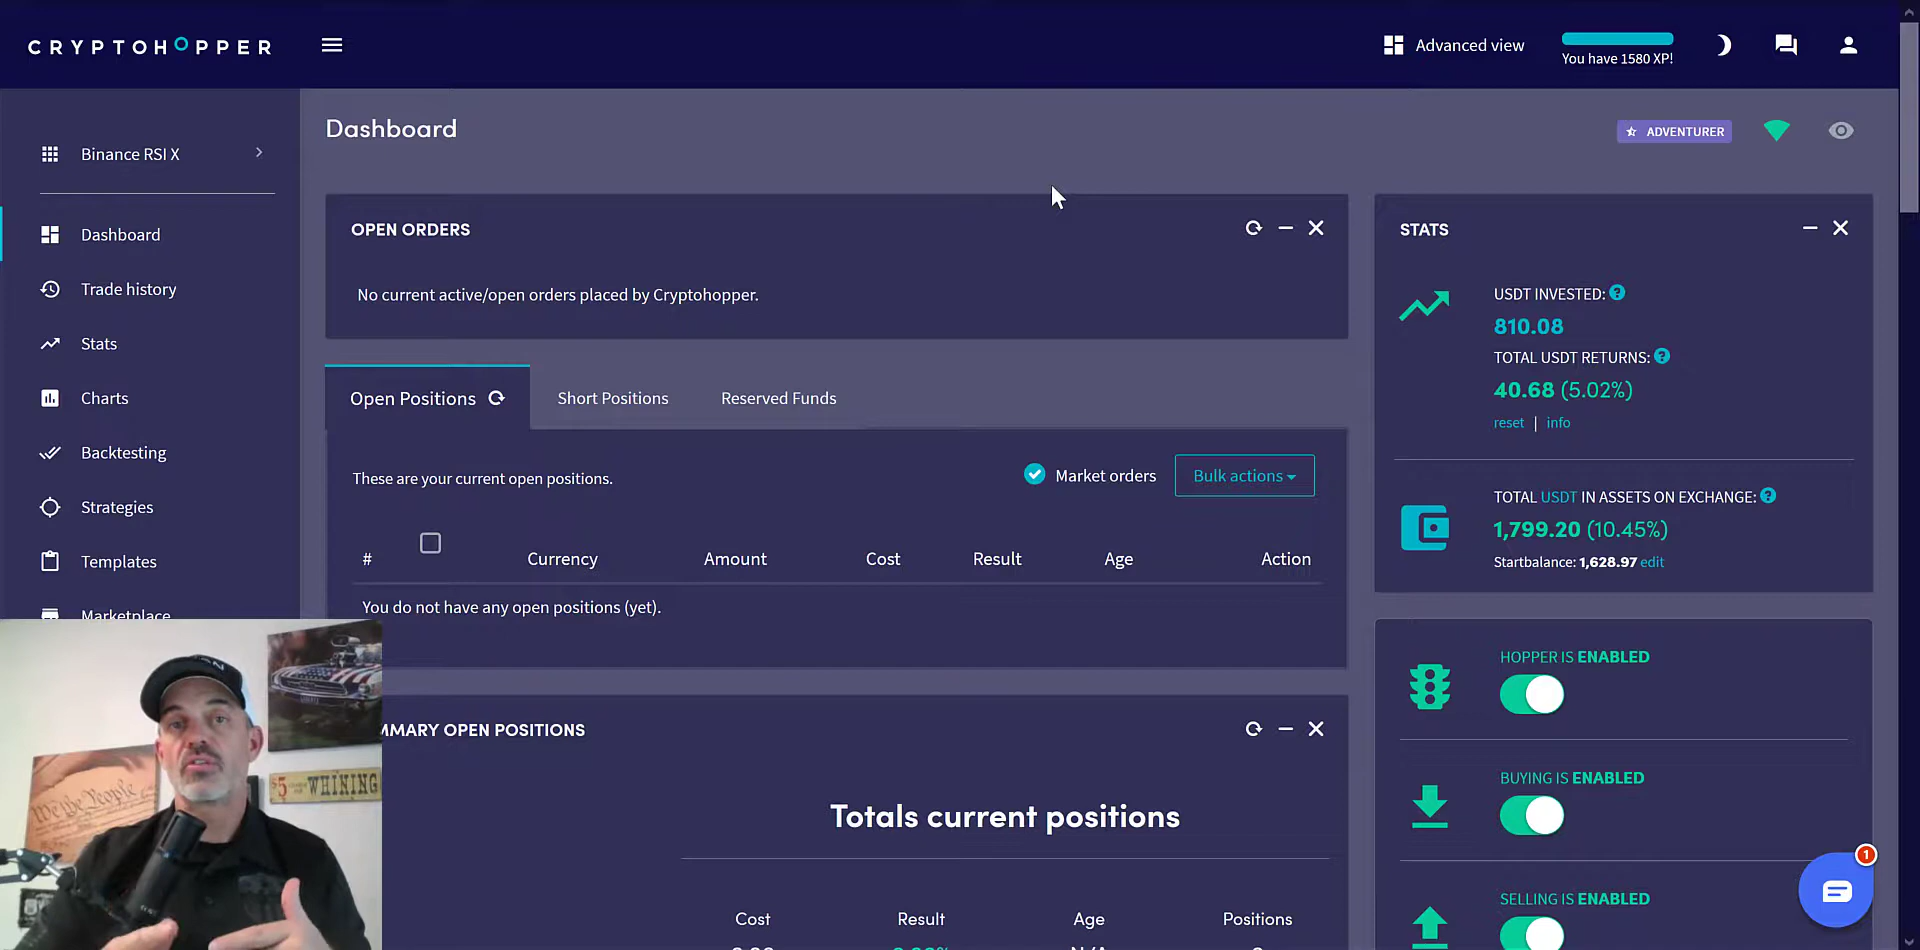 CRYPTOHOPPER
Advanced view
You have 1580 XP!
Binance RSI X
Dashboard
Trade history
Stats
Charts
Backtesting
Strategies
Templates
Marketplace
Dashboard
ADVENTURER
OPEN ORDERS
No current active/open orders placed by Cryptohopper.
Open Positions
Short Positions
Reserved Funds
These are your current open positions.
Market orders
Bulk actions
# Currency Amount Cost Result Age Action
You do not have any open positions (yet).
MMARY OPEN POSITIONS
Totals current positions
Cost Result Age Positions
STATS
USDT INVESTED: ?
810.08
TOTAL USDT RETURNS: ?
40.68 (5.02%)
reset | info
TOTAL USDT IN ASSETS ON EXCHANGE: ?
1,799.20 (10.45%)
Startbalance: 1,628.97 edit
HOPPER IS ENABLED
BUYING IS ENABLED
SELLING IS ENABLED
1
We the People
$5
WHINING